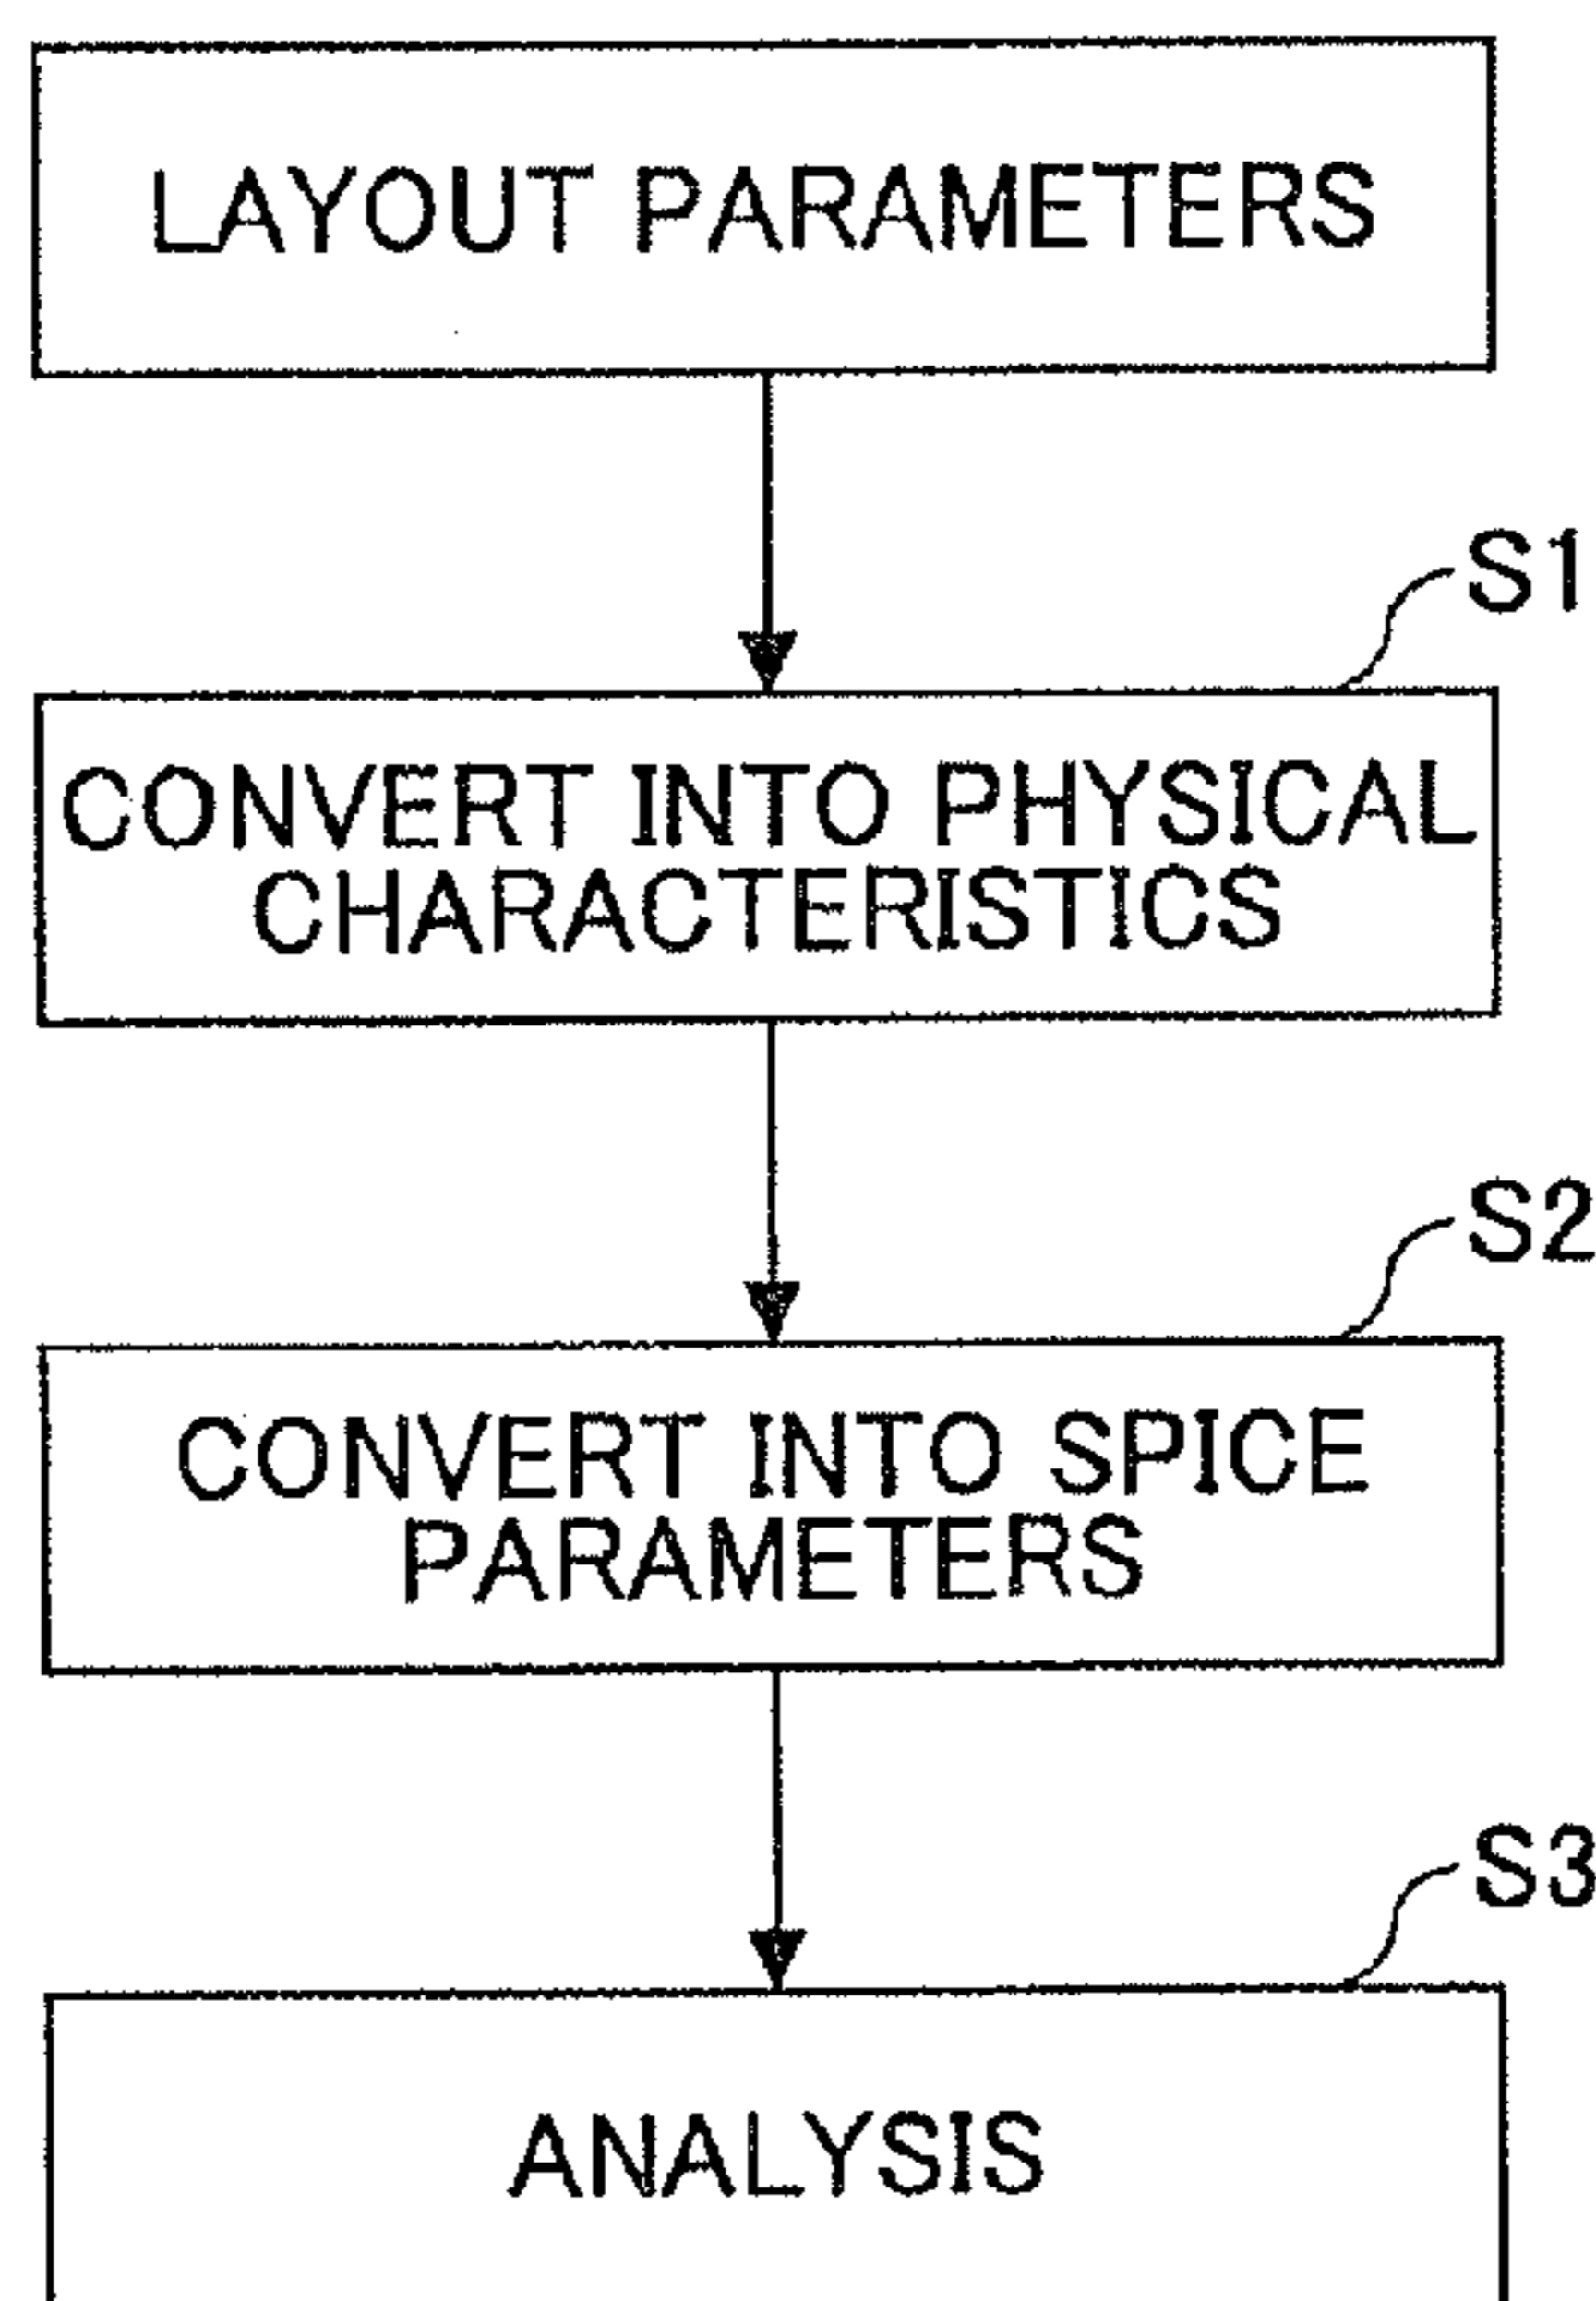 LAYOUT PARAMETERS
S1
CONVERT INTO PHYSICAL
CHARACTERISTICS
S2
CONVERT INTO SPICE
PARAMETERS
S3
ANALYSIS